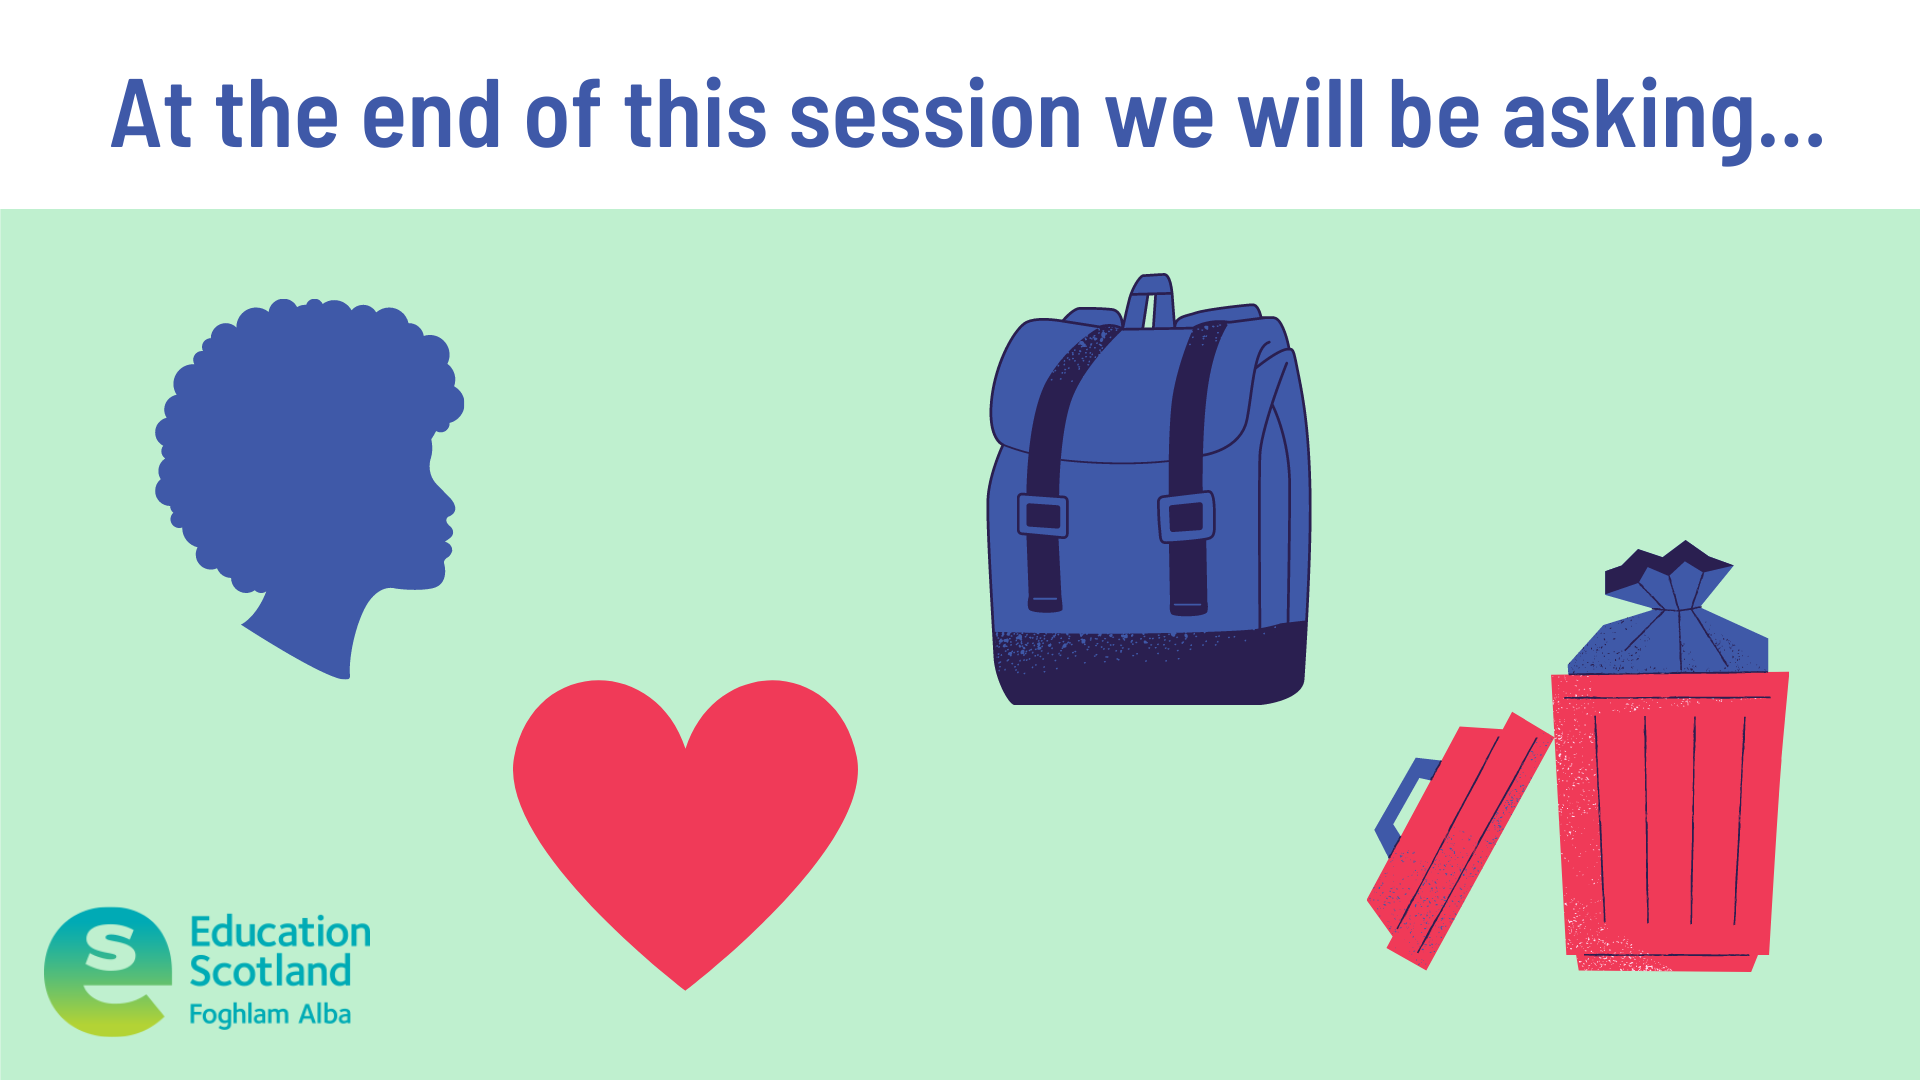 At the end of this session we will be asking...
Education
Scotland
Foghlam Alba